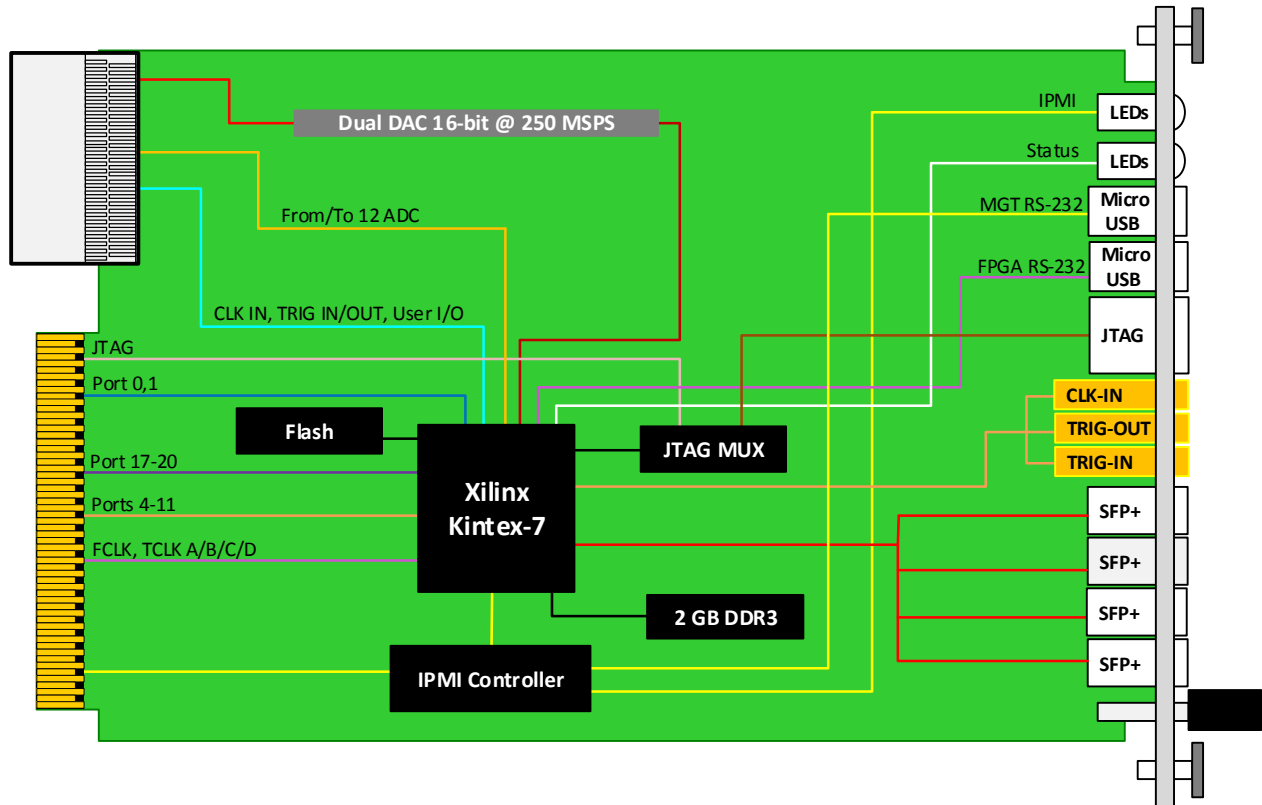 IPMI
LEDs
Dual DAC 16-bit @ 250 MSPS
Status
LEDs
MGT RS-232
Micro
USB
From/To 12 ADC
FPGA RS-232
Micro
USB
CLK IN, TRIG IN/OUT, User I/O
JTAG
JTAG
Port 0,1
CLK-IN
Flash
TRIG-OUT
JTAG MUX
TRIG-IN
Port 17-20
Xilinx
Kintex-7
Ports 4-11
SFP+
FCLK, TCLK A/B/C/D
SFP+
2 GB DDR3
SFP+
SFP+
IPMI Controller